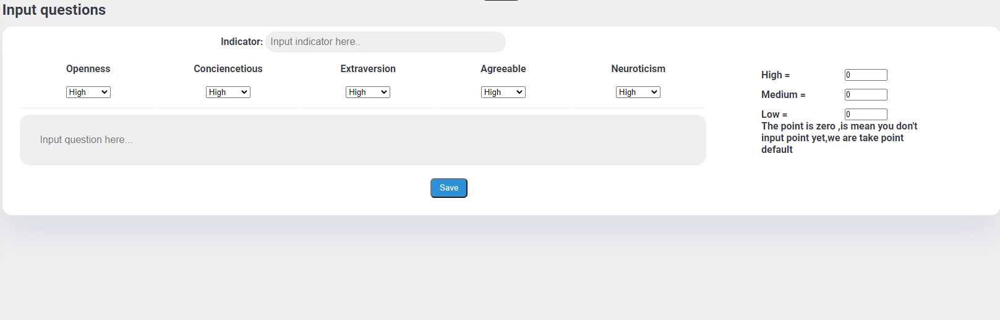 Input questions
Indicator: Input indicator here..
Openness Conciencetious Extraversion Agreeable Neuroticism
High High High High High
Input question here...
Save
High = 0
Medium = 0
Low = 0
The point is zero ,is mean you don't
input point yet,we are take point
default